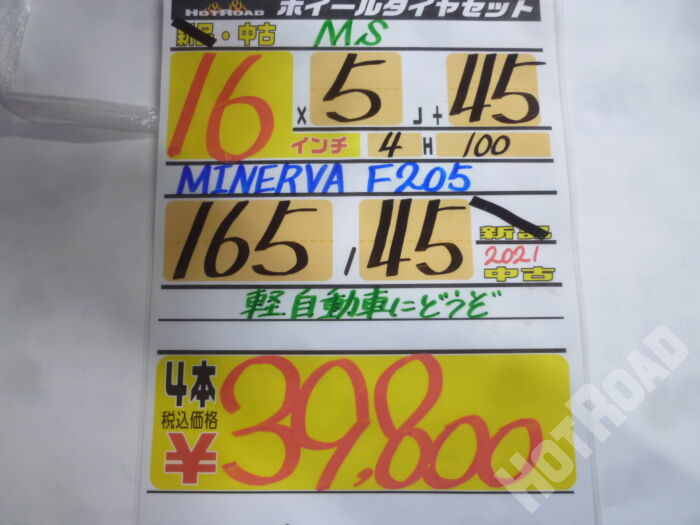 HOTROAD ホイールタイヤセット
新品・中古 MS
16 x 5 J + 45
インチ 4 H 100
MINERVA F205
165 / 45 新品
2021
中古
軽自動車にどうぞ
4本
税込価格
¥39,800
HOTROAD